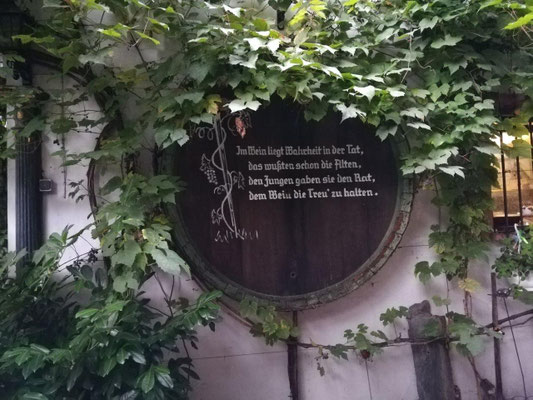 Im Wein liegt Wahrheit in der Tat,
das wußten schon die Alten,
den Jungen gaben sie den Rat,
dem Wein die Treu' zu halten.